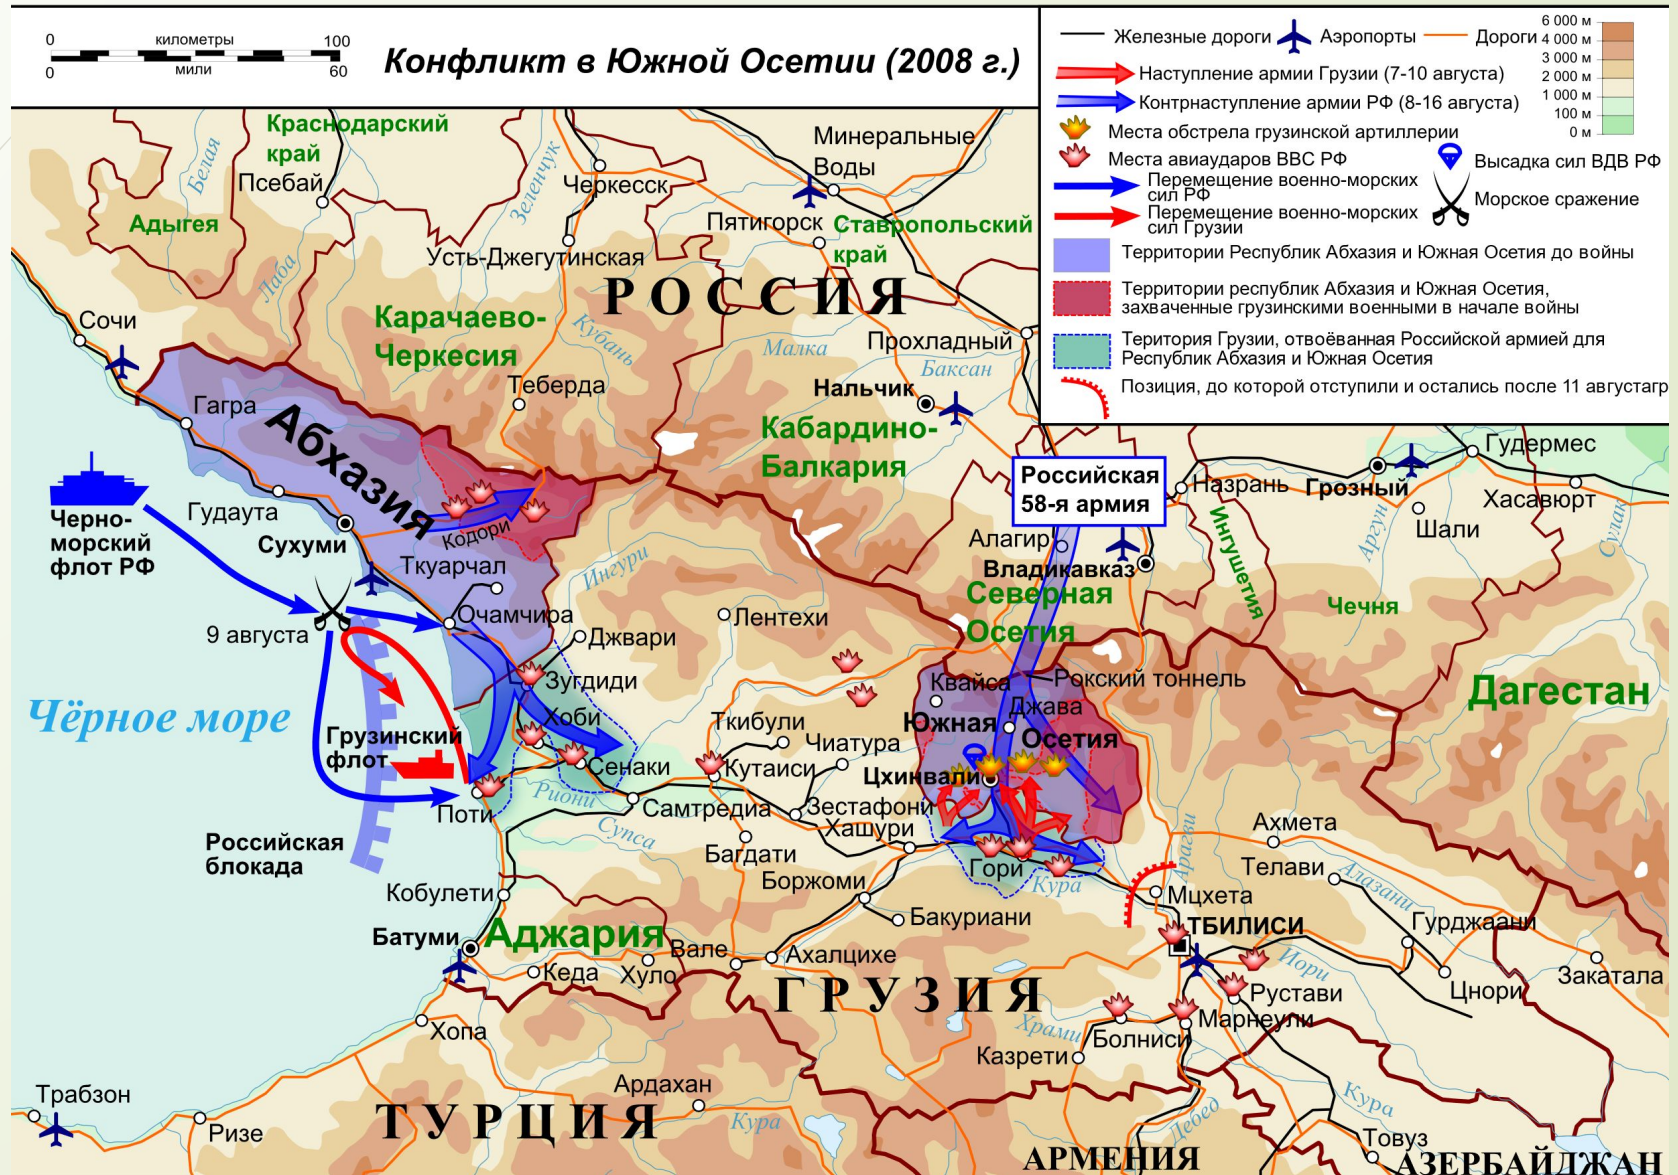 0 километры 100
0 мили 60
Конфликт в Южной Осетии (2008 г.)
Железные дороги
Аэропорты
Дороги
6 000 м
4 000 м
3 000 м
2 000 м
1 000 м
100 м
0 м
Наступление армии Грузии (7-10 августа)
Контрнаступление армии РФ (8-16 августа)
Места обстрела грузинской артиллерии
Места авиаударов ВВС РФ
Высадка сил ВДВ РФ
Перемещение военно-морских
сил РФ
Морское сражение
Перемещение военно-морских
сил Грузии
Территории Республик Абхазия и Южная Осетия до войны
Территории республик Абхазия и Южная Осетия,
захваченные грузинскими военными в начале войны
Територия Грузии, отвоёванная Российской армией для
Республик Абхазия и Южная Осетия
Позиция, до которой отступили и остались после 11 августагр
Краснодарский
край
Белая
Псебай
Адыгея
Лаба
Зеленчук
Черкесск
Усть-Джегутинская
Минеральные
Воды
Пятигорск
Ставропольский
край
РОССИЯ
Сочи
Карачаево-
Черкесия
Кубань
Малка
Прохладный
Баксан
Теберда
Нальчик
Кабардино-
Балкария
Гагра
Абхазия
Российская
58-я армия
Назрань
Грозный
Гудермес
Хасавюрт
Шали
Аргун
Сулак
Ингушетия
Чечня
Дагестан
Черно-
морский
флот РФ
Гудаута
Сухуми
Кодори
Ткуарчал
Ингури
Очамчира
9 августа
Джвари
Лентехи
Алагир
Владикавказ
Северная
Осетия
Квайса
Рокский тоннель
Джава
Южная
Осетия
Цхинвали
Чёрное море
Зугдиди
Хоби
Грузинский
флот
Сенаки
Ткибули
Чиатура
Кутаиси
Поти
Риони
Самтредиа
Зестафони
Супса
Хашури
Российская
блокада
Багдати
Гори
Кура
Боржоми
Арагви
Ахмета
Телави
Алазани
Мцхета
Кобулети
Бакуриани
ТБИЛИСИ
Гурджаани
Батуми
Аджария
Вале
Ахалцихе
Кеда
Хуло
ГРУЗИЯ
Иори
Рустави
Цнори
Закатала
Хопа
Храми
Марнеули
Болниси
Казрети
Трабзон
Ризе
Ардахан
ТУРЦИЯ
Кура
Дебед
Кура
Товуз
АРМЕНИЯ
АЗЕРБАЙДЖАН